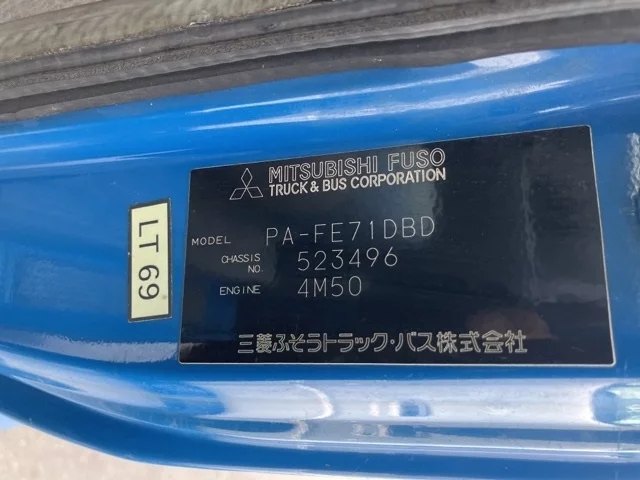 MITSUBISHI FUSO
TRUCK & BUS CORPORATION
MODEL PA-FE71DBD
CHASSIS NO. 523496
ENGINE 4M50
三菱ふそうトラック・バス株式会社
LT 69